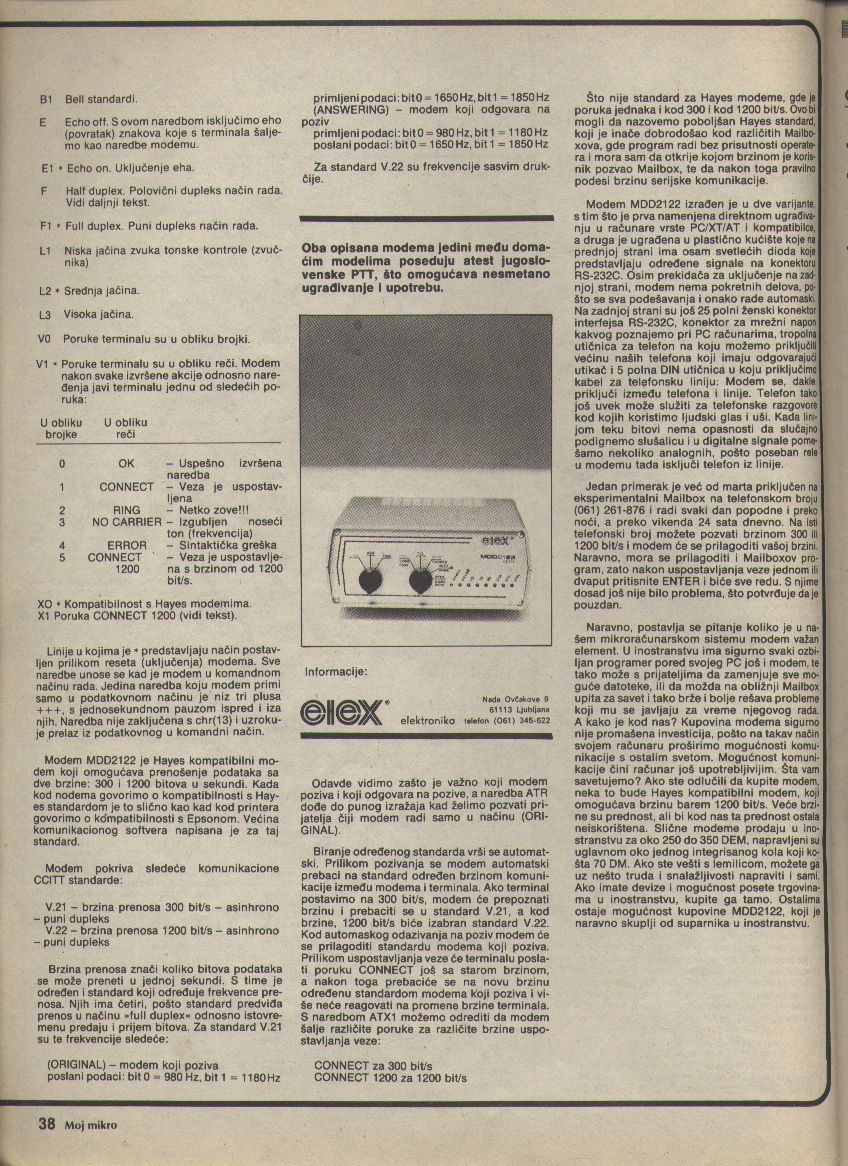 B1 Bell standardi.
E Echo off. S ovom naredbom isključimo eho
(povratak) znakova koje s terminala šalje-
mo kao naredbe modemu.
E1 * Echo on. Uključenje eha.
F Half duplex. Polovični dupleks način rada.
Vidi daljnji tekst.
F1 * Full duplex. Puni dupleks način rada.
L1 Niska jačina zvuka tonske kontrole (zvuč-
nika)
L2 * Srednja jačina.
L3 Visoka jačina.
V0 Poruke terminalu su u obliku brojki.
V1 * Poruke terminalu su u obliku reči. Modem
nakon svake izvršene akcije odnosno nare-
đenja javi terminalu jednu od sledećih po-
ruka:
U obliku U obliku
brojke reči
0 OK – Uspešno izvršena
naredba
1 CONNECT – Veza je uspostav-
ljena
2 RING – Netko zove!!!
3 NO CARRIER – Izgubljen noseći
ton (frekvencija)
4 ERROR – Sintaktička greška
5 CONNECT – Veza je uspostavlje-
1200 na s brzinom od 1200
bit/s.
XO * Kompatibilnost s Hayes modemima.
X1 Poruka CONNECT 1200 (vidi tekst).
Linije u kojima je * predstavljaju način postav-
ljen prilikom reseta (uključenja) modema. Sve
naredbe unose se kad je modem u komandnom
načinu rada. Jedina naredba koju modem primi
samo u podatkovnom načinu je niz tri plusa
+++, s jednosekundnom pauzom ispred i iza
njih. Naredba nije zaključena s chr(13) i uzroku-
je prelaz iz podatkovnog u komandni način.
Modem MDD2122 je Hayes kompatibilni mo-
dem koji omogućava prenošenje podataka sa
dve brzine: 300 i 1200 bitova u sekundi. Kada
kod nodema govorimo o kompatibilnosti s Hay-
es standardom je to slično kao kad kod printera
govorimo o kompatibilnosti s Epsonom. Većina
komunikacionog softvera napisana je za taj
standard.
Modem pokriva sledeće komunikacione
CCITT standarde:
V.21 – brzina prenosa 300 bit/s – asinhrono
– puni dupleks
V.22 – brzina prenosa 1200 bit/s – asinhrono
– puni dupleks
Brzina prenosa znači koliko bitova podataka
se može preneti u jednoj sekundi. S time je
određen i standard koji određuje frekvence pre-
nosa. Njih ima četiri, pošto standard predviđa
prenos u načinu »full duplex« odnosno istovre-
menu predaju i prijem bitova. Za standard V.21
su te frekvencije sledeće:
(ORIGINAL) – modem koji poziva
poslani podaci: bit 0 = 980 Hz, bit 1 = 1180 Hz
primljeni podaci: bit 0 = 1650 Hz, bit 1 = 1850 Hz
(ANSWERING) – modem koji odgovara na
poziv
primljeni podaci: bit 0 = 980 Hz, bit 1 = 1180 Hz
poslani podaci: bit 0 = 1650 Hz, bit 1 = 1850 Hz
Za standard V.22 su frekvencije sasvim druk-
čije.
Oba opisana modema jedini među doma-
ćim modelima poseduju atest jugoslo-
venske PTT, što omogućava nesmetano
ugrađivanje i upotrebu.
elex
Informacije:
elex®
elektronika
Nade Ovčakove 9
61113 Ljubljana
telefon (061) 345-622
Odavde vidimo zašto je važno koji modem
poziva i koji odgovara na pozive, a naredba ATR
dođe do punog izražaja kad želimo pozvati pri-
jatelja čiji modem radi samo u načinu (ORI-
GINAL).
Biranje određenog standarda vrši se automat-
ski. Prilikom pozivanja se modem automatski
prebaci na standard određen brzinom komuni-
kacije između modema i terminala. Ako terminal
postavimo na 300 bit/s, modem će prepoznati
brzinu i prebaciti se u standard V.21, a kod
brzine, 1200 bit/s biće izabran standard V.22.
Kod automaskog odazivanja na poziv modem će
se prilagoditi standardu modema koji poziva.
Prilikom uspostavljanja veze će terminalu posla-
ti poruku CONNECT još sa starom brzinom,
a nakon toga prebaciće se na novu brzinu
određenu standardom modema koji poziva i vi-
še neće reagovati na promene brzine terminala.
S naredbom ATX1 možemo odrediti da modem
šalje različite poruke za različite brzine uspo-
stavljanja veze:
CONNECT za 300 bit/s
CONNECT 1200 za 1200 bit/s
Što nije standard za Hayes modeme, gde je
poruka jednaka i kod 300 i kod 1200 bit/s. Ovo bi
mogli da nazovemo poboljšan Hayes standard,
koji je inače dobrodošao kod različitih Mailbo-
xova, gde program radi bez prisutnosti operate-
ra i mora sam da otkrije kojom brzinom je koris-
nik pozvao Mailbox, te da nakon toga pravilno
podesi brzinu serijske komunikacije.
Modem MDD2122 izrađen je u dve varijante,
s tim što je prva namenjena direktnom ugrađiva-
nju u računare vrste PC/XT/AT i kompatibilce,
a druga je ugrađena u plastično kućište koje na
prednjoj strani ima osam svetlećih dioda koje
predstavljaju određene signale na konektoru
RS-232C. Osim prekidača za uključenje na zad-
njoj strani, modem nema pokretnih delova, po-
što se sva podešavanja i onako rade automaski.
Na zadnjoj strani su još 25 polni ženski konektor
interfejsa RS-232C, konektor za mrežni napon
kakvog poznajemo pri PC računarima, tropolna
utičnica za telefon na koju možemo priključili
većinu naših telefona koji imaju odgovarajući
utikač i 5 polna DIN utičnica u koju priključimo
kabel za telefonsku liniju: Modem se, dakle,
priključi između telefona i linije. Telefon tako
još uvek može služiti za telefonske razgovore
kod kojih koristimo ljudski glas i uši. Kada lini-
jom teku bitovi nema opasnosti da slučajno
podignemo slušalicu i u digitalne signale pome-
šamo nekoliko analognih, pošto poseban rele
u modemu tada isključi telefon iz linije.
Jedan primerak je već od marta priključen na
eksperimentalni Mailbox na telefonskom broju
(061) 261-876 i radi svaki dan popodne i preko
noći, a preko vikenda 24 sata dnevno. Na isti
telefonski broj možete pozvati brzinom 300 ili
1200 bit/s i modem će se prilagoditi vašoj brzini.
Naravno, mora se prilagoditi i Mailboxov pro-
gram, zato nakon uspostavljanja veze jednom ili
dvaput pritisnite ENTER i biće sve redu. S njime
dosad još nije bilo problema, što potvrđuje da je
pouzdan.
Naravno, postavlja se pitanje koliko je u na-
šem mikroračunarskom sistemu modem važan
element. U inostranstvu ima sigurno svaki ozbi-
ljan programer pored svojeg PC još i modem, te
tako može s prijateljima da zamenjuje sve mo-
guće datoteke, ili da možda na obližnji Mailbox
upita za savet i tako brže i bolje rešava probleme
koji mu se javljaju za vreme njegovog rada.
A kako je kod nas? Kupovina modema sigurno
nije promašena investicija, pošto na takav način
svojem računaru proširimo mogućnosti komu-
nikacije s ostalim svetom. Mogućnost komuni-
kacije čini računar još upotrebljivijim. Šta vam
savetujemo? Ako ste odlučili da kupite modem,
neka to bude Hayes kompatibilni modem, koji
omogućava brzinu barem 1200 bit/s. Veće brzi-
ne su prednost, ali bi kod nas ta prednost ostala
neiskorištena. Slične modeme prodaju u ino-
stranstvu za oko 250 do 350 DEM, napravljeni su
uglavnom oko jednog integrisanog kola koji ko-
šta 70 DM. Ako ste vešti s lemilicom, možete ga
uz nešto truda i snalažljivosti napraviti i sami.
Ako imate devize i mogućnost posete trgovina-
ma u inostranstvu, kupite ga tamo. Ostalima
ostaje mogućnost kupovine MDD2122, koji je
naravno skuplji od suparnika u inostranstvu.
38 Moj mikro